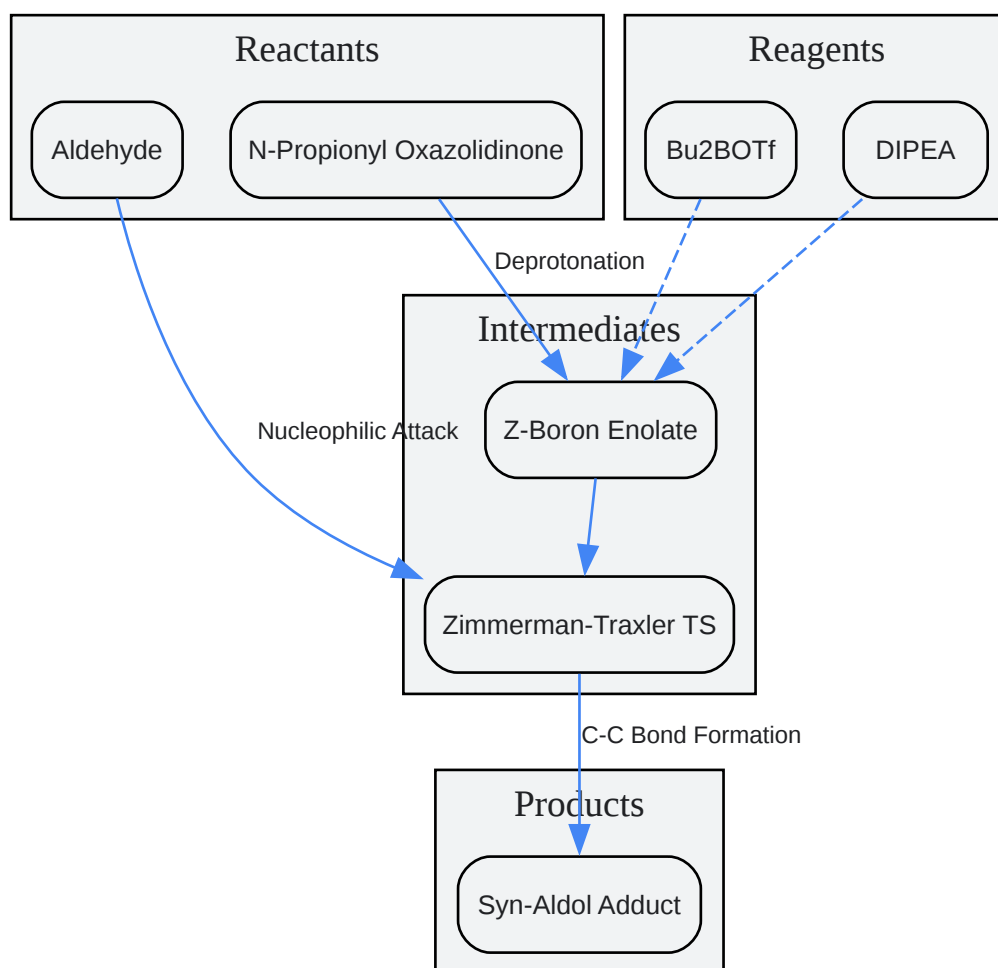 Reactants
Reagents
Aldehyde
N-Propionyl Oxazolidinone
Bu2BOTf
DIPEA
Deprotonation
Intermediates
Nucleophilic Attack
Z-Boron Enolate
Zimmerman-Traxler TS
C-C Bond Formation
Products
Syn-Aldol Adduct